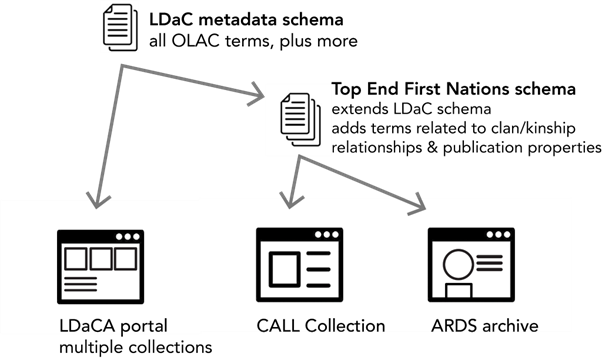 LDaC metadata schema
all OLAC terms, plus more
Top End First Nations schema
extends LDaC schema
adds terms related to clan/kinship
relationships & publication properties
LDaCA portal
multiple collections
CALL Collection
ARDS archive